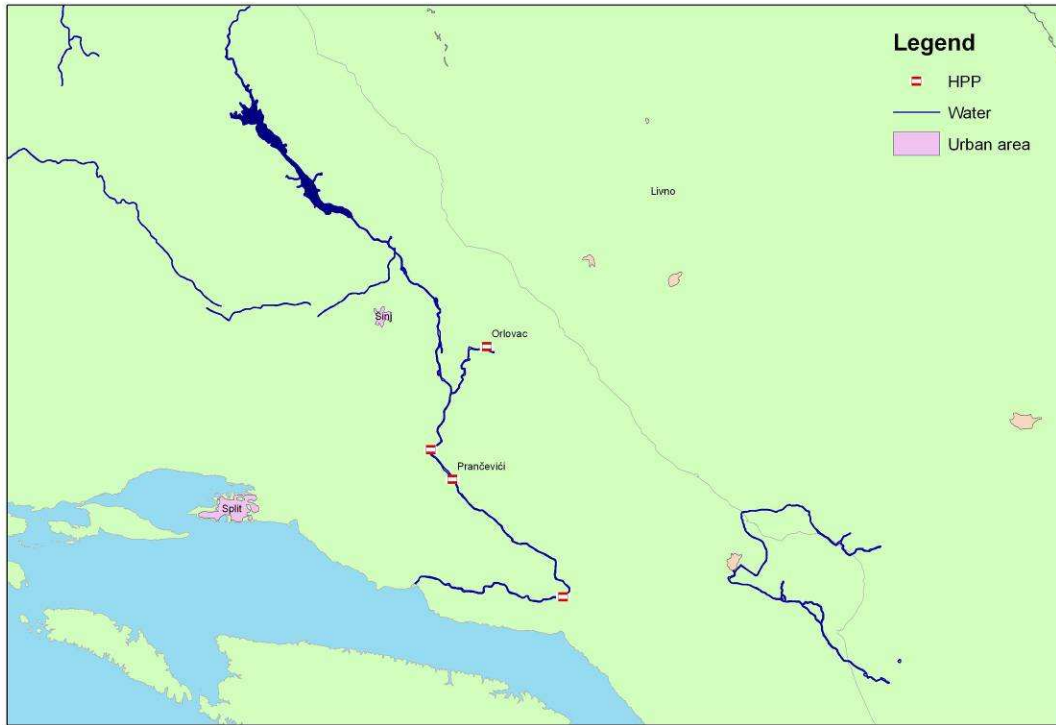 Legend
HPP
Water
Urban area
Livno
Sinj
Orlovac
Prančevići
Split